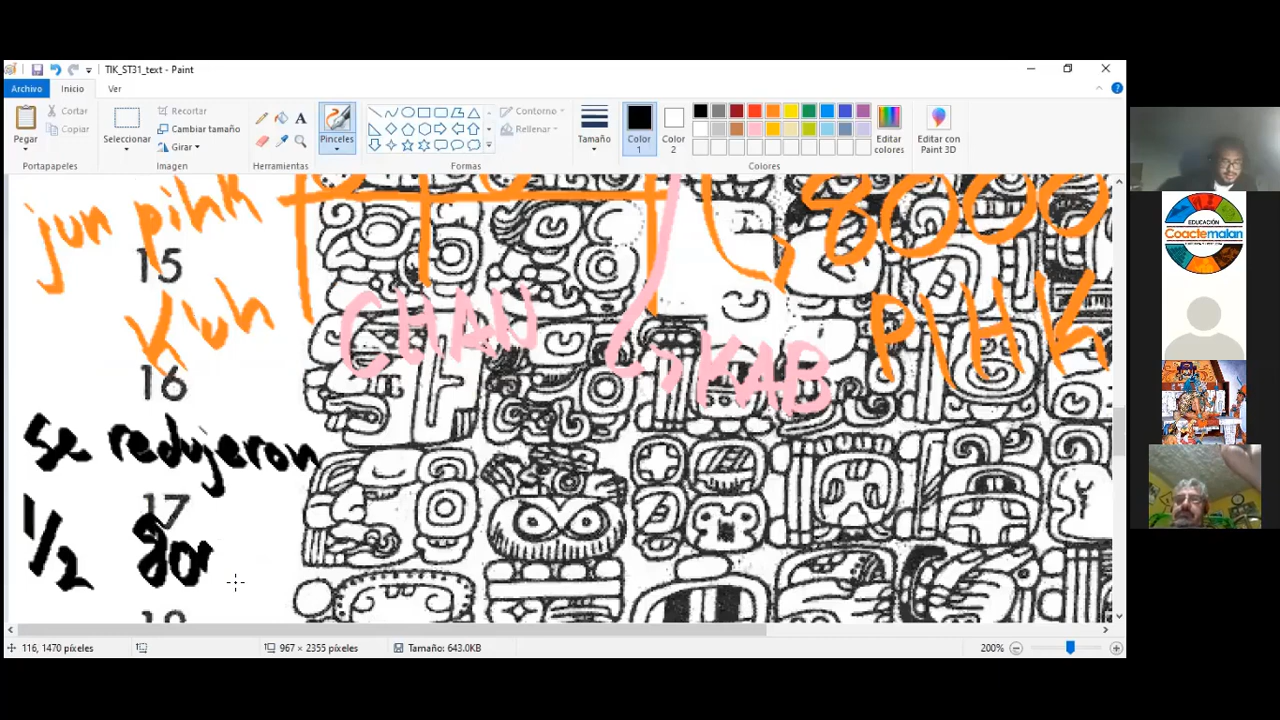 TIK_ST31_text - Paint
Archivo Inicio Ver
Pegar
Cortar
Copiar
Portapapeles
Seleccionar
Recortar
Cambiar tamaño
Girar
Imagen
Herramientas
Pinceles
Formas
Contorno
Rellenar
Tamaño
Color 1
Color 2
Editar colores
Colores
Editar con Paint 3D
EDUCACIÓN
Coactemalan
jun pihk
8000
15
K'uh
CHAN
KAB
PIHK
16
se redujeron
17
1/2
18
116, 1470 píxeles
967 × 2355 píxeles
Tamaño: 643.0KB
200%